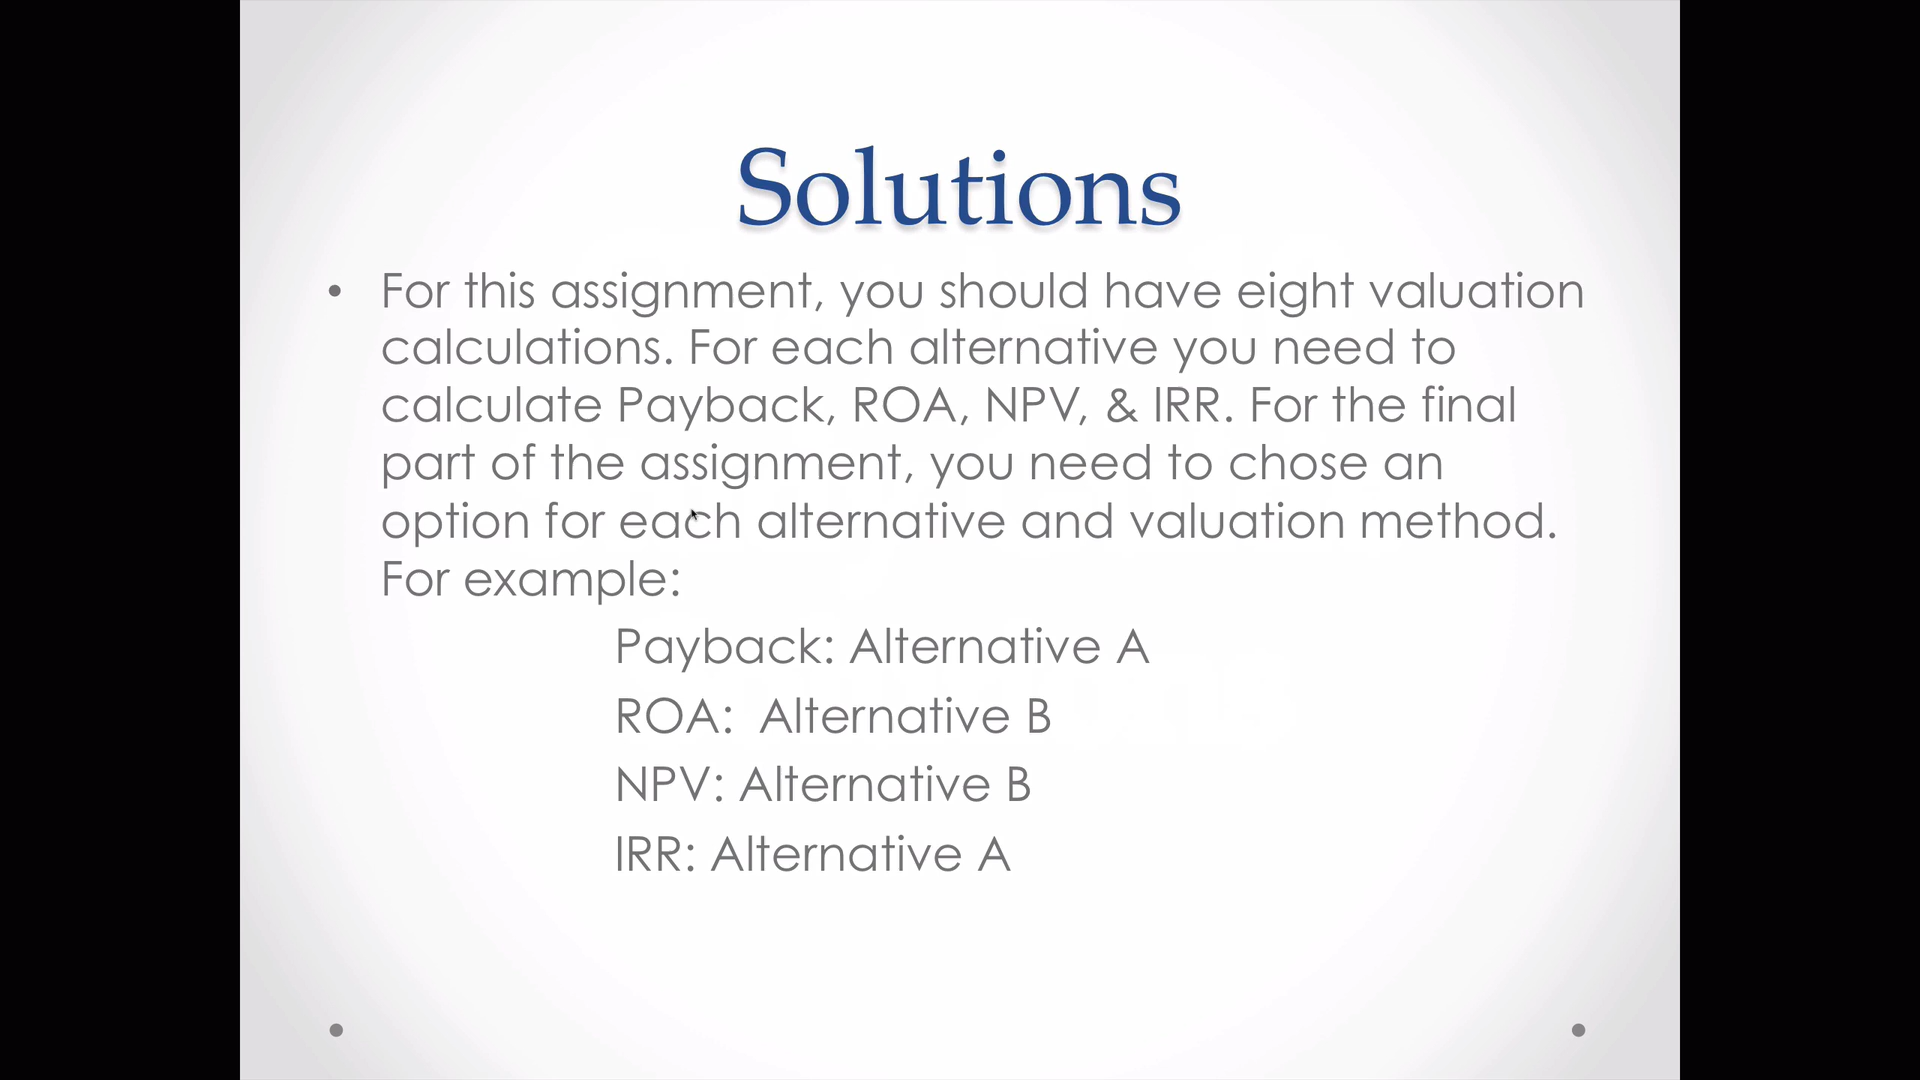 Solutions
• For this assignment, you should have eight valuation
calculations. For each alternative you need to
calculate Payback, ROA, NPV, & IRR. For the final
part of the assignment, you need to chose an
option for each alternative and valuation method.
For example:
Payback: Alternative A
ROA:  Alternative B
NPV: Alternative B
IRR: Alternative A